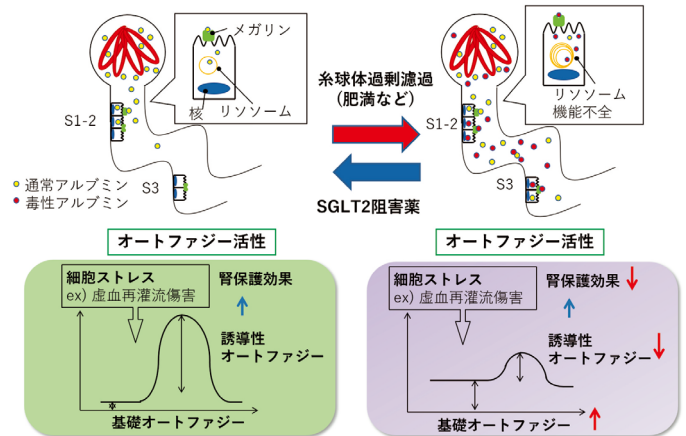 メガリン
核
リソソーム
S1-2
S3
通常アルブミン
毒性アルブミン
糸球体過剰濾過
(肥満など)
SGLT2阻害薬
リソソーム
機能不全
S1-2
S3
オートファジー活性
細胞ストレス
ex) 虚血再灌流傷害
腎保護効果
誘導性
オートファジー
基礎オートファジー
オートファジー活性
細胞ストレス
ex) 虚血再灌流傷害
腎保護効果
誘導性
オートファジー
基礎オートファジー